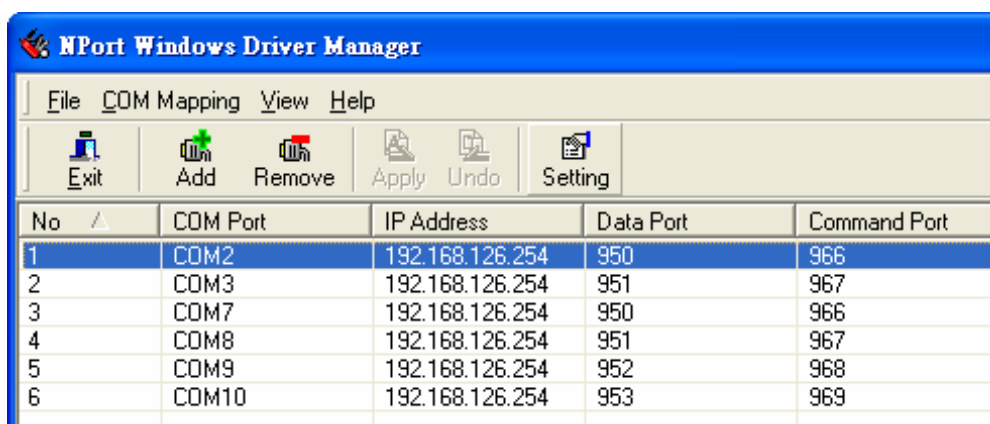 NPort Windows Driver Manager
File COM Mapping View Help
Exit Add Remove Apply Undo Setting
No COM Port IP Address Data Port Command Port
1 COM2 192.168.126.254 950 966
2 COM3 192.168.126.254 951 967
3 COM7 192.168.126.254 950 966
4 COM8 192.168.126.254 951 967
5 COM9 192.168.126.254 952 968
6 COM10 192.168.126.254 953 969